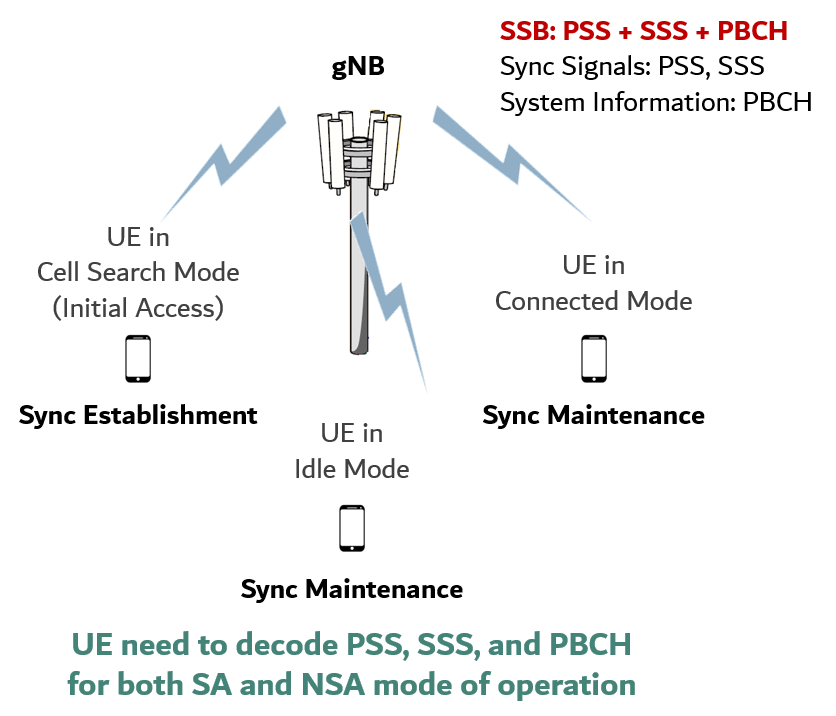 SSB: PSS + SSS + PBCH
Sync Signals: PSS, SSS
System Information: PBCH
gNB
UE in
Cell Search Mode
(Initial Access)
Sync Establishment
UE in
Connected Mode
Sync Maintenance
UE in
Idle Mode
Sync Maintenance
UE need to decode PSS, SSS, and PBCH
for both SA and NSA mode of operation